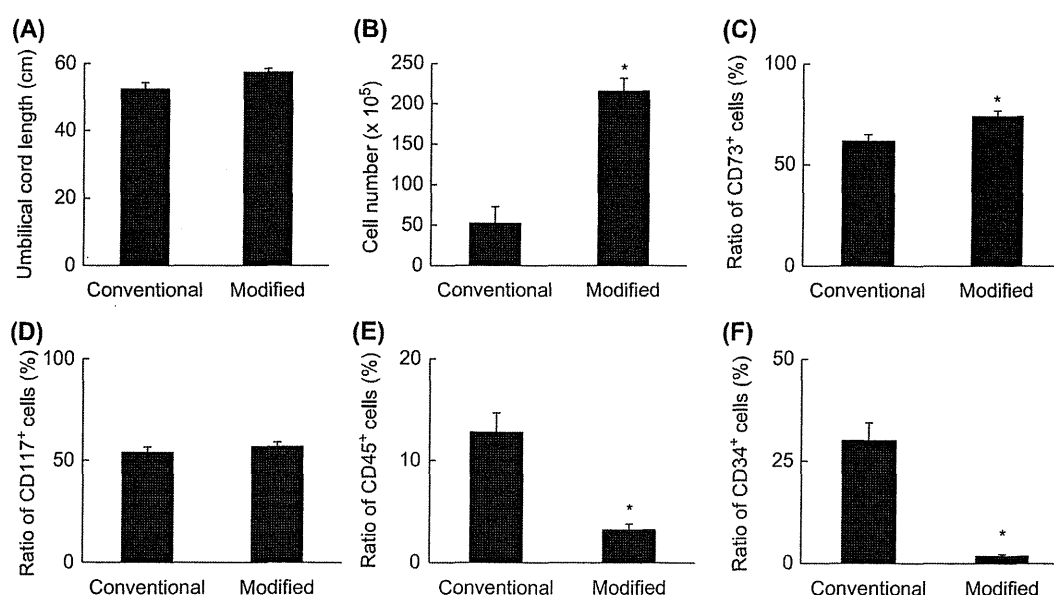 (A)
Umbilical cord length (cm)
60
40
20
0
Conventional Modified
(B)
Cell number (x 10⁵)
250
200
150
100
50
0
*
Conventional Modified
(C)
Ratio of CD73⁺ cells (%)
100
50
0
*
Conventional Modified
(D)
Ratio of CD117⁺ cells (%)
100
50
0
Conventional Modified
(E)
Ratio of CD45⁺ cells (%)
20
10
0
*
Conventional Modified
(F)
Ratio of CD34⁺ cells (%)
50
25
0
*
Conventional Modified